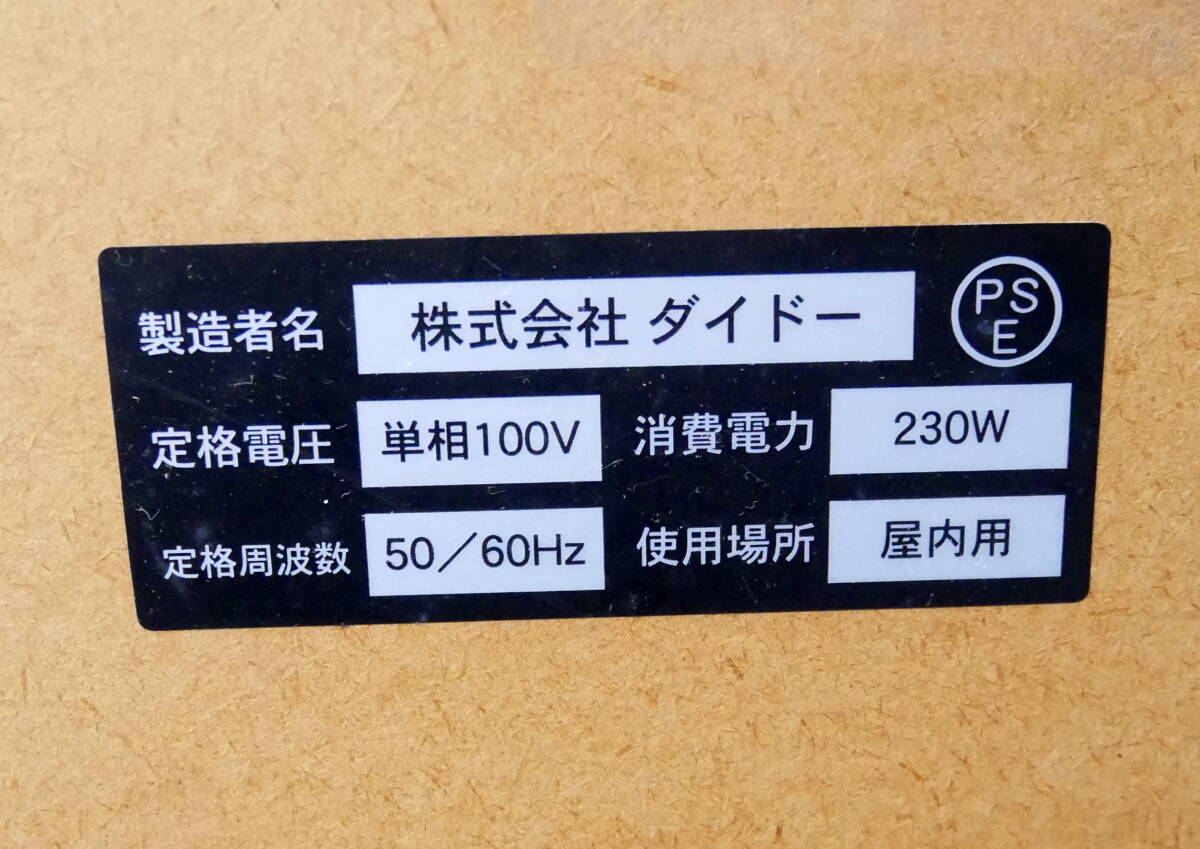 製造者名 株式会社 ダイドー PSE
定格電圧 単相100V 消費電力 230W
定格周波数 50／60Hz 使用場所 屋内用